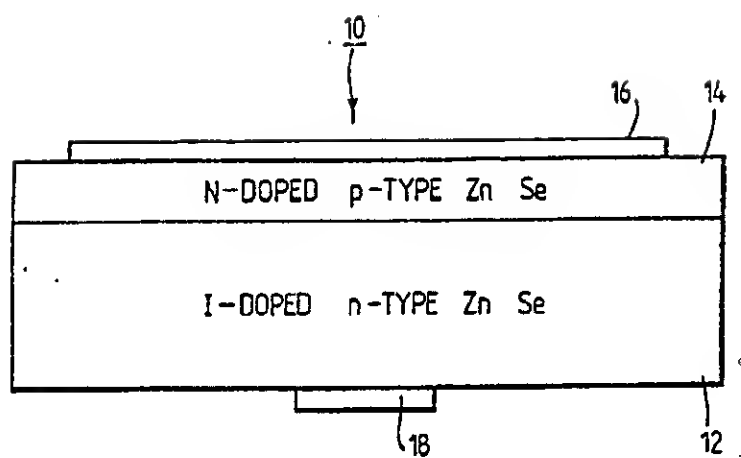 10
16
14
N-DOPED p-TYPE Zn Se
I-DOPED n-TYPE Zn Se
18
12